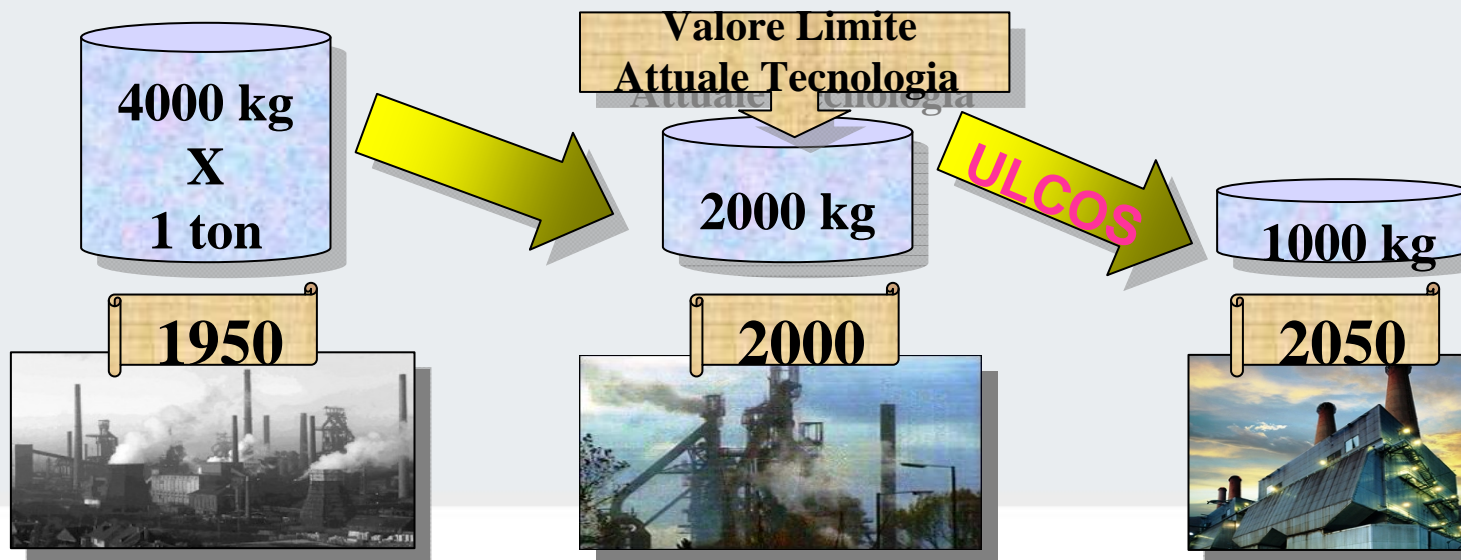 4000 kg
X
1 ton
Valore Limite
Attuale Tecnologia
2000 kg
ULCOS
1000 kg
1950
2000
2050